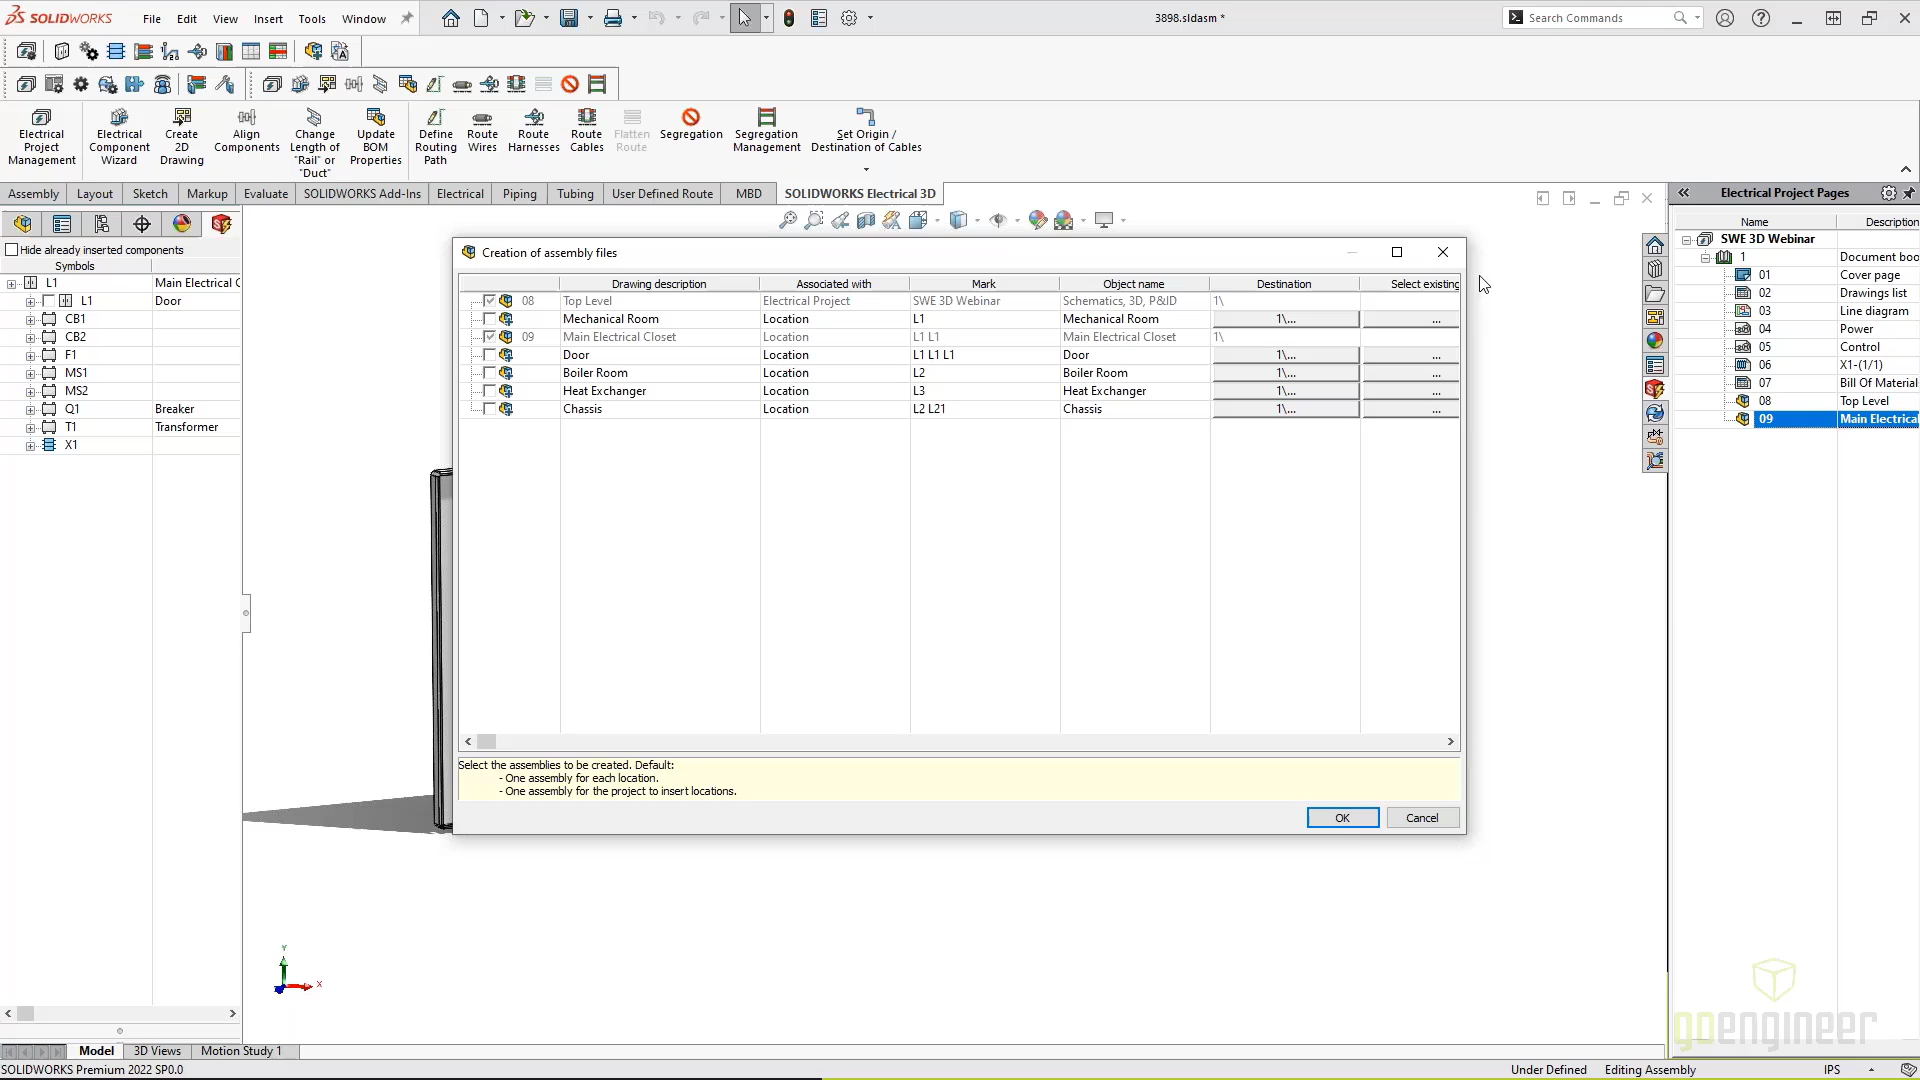 SOLIDWORKS File Edit View Insert Tools Window 3898.sldasm * Search Commands
Electrical Project Management
Electrical Component Wizard
Create 2D Drawing
Align Components
Change Length of "Rail" or "Duct"
Update BOM Properties
Define Routing Path
Route Wires
Route Harnesses
Route Cables
Flatten Route
Segregation
Segregation Management
Set Origin / Destination of Cables
Assembly Layout Sketch Markup Evaluate SOLIDWORKS Add-Ins Electrical Piping Tubing User Defined Route MBD SOLIDWORKS Electrical 3D
Hide already inserted components
Symbols
L1 Main Electrical C
L1 Door
CB1
CB2
F1
MS1
MS2
Q1 Breaker
T1 Transformer
X1
Creation of assembly files
Drawing description Associated with Mark Object name Destination Select existing
08 Top Level Electrical Project SWE 3D Webinar Schematics, 3D, P&ID 1\
Mechanical Room Location L1 Mechanical Room 1\... ...
09 Main Electrical Closet Location L1 L1 Main Electrical Closet 1\
Door Location L1 L1 L1 Door 1\... ...
Boiler Room Location L2 Boiler Room 1\... ...
Heat Exchanger Location L3 Heat Exchanger 1\... ...
Chassis Location L2 L21 Chassis 1\... ...
Select the assemblies to be created. Default:
- One assembly for each location.
- One assembly for the project to insert locations.
OK Cancel
Electrical Project Pages
Name Description
SWE 3D Webinar
1 Document boo
01 Cover page
02 Drawings list
03 Line diagram
04 Power
05 Control
06 X1-(1/1)
07 Bill Of Material
08 Top Level
09 Main Electrical
Y
X
goengineer
Model 3D Views Motion Study 1
SOLIDWORKS Premium 2022 SP0.0 Under Defined Editing Assembly IPS